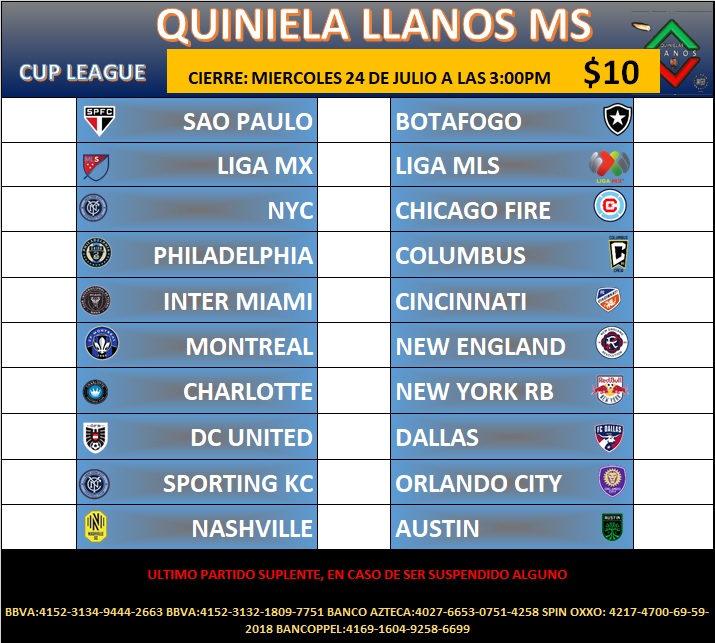 QUINIELA LLANOS MS
CUP LEAGUE
CIERRE: MIERCOLES 24 DE JULIO A LAS 3:00PM $10
SAO PAULO BOTAFOGO
LIGA MX LIGA MLS
NYC CHICAGO FIRE
PHILADELPHIA COLUMBUS
INTER MIAMI CINCINNATI
MONTREAL NEW ENGLAND
CHARLOTTE NEW YORK RB
DC UNITED DALLAS
SPORTING KC ORLANDO CITY
NASHVILLE AUSTIN
ULTIMO PARTIDO SUPLENTE, EN CASO DE SER SUSPENDIDO ALGUNO
BBVA:4152-3134-9444-2663 BBVA:4152-3132-1809-7751 BANCO AZTECA:4027-6653-0751-4258 SPIN OXXO: 4217-4700-69-59-
2018 BANCOPPEL:4169-1604-9258-6699